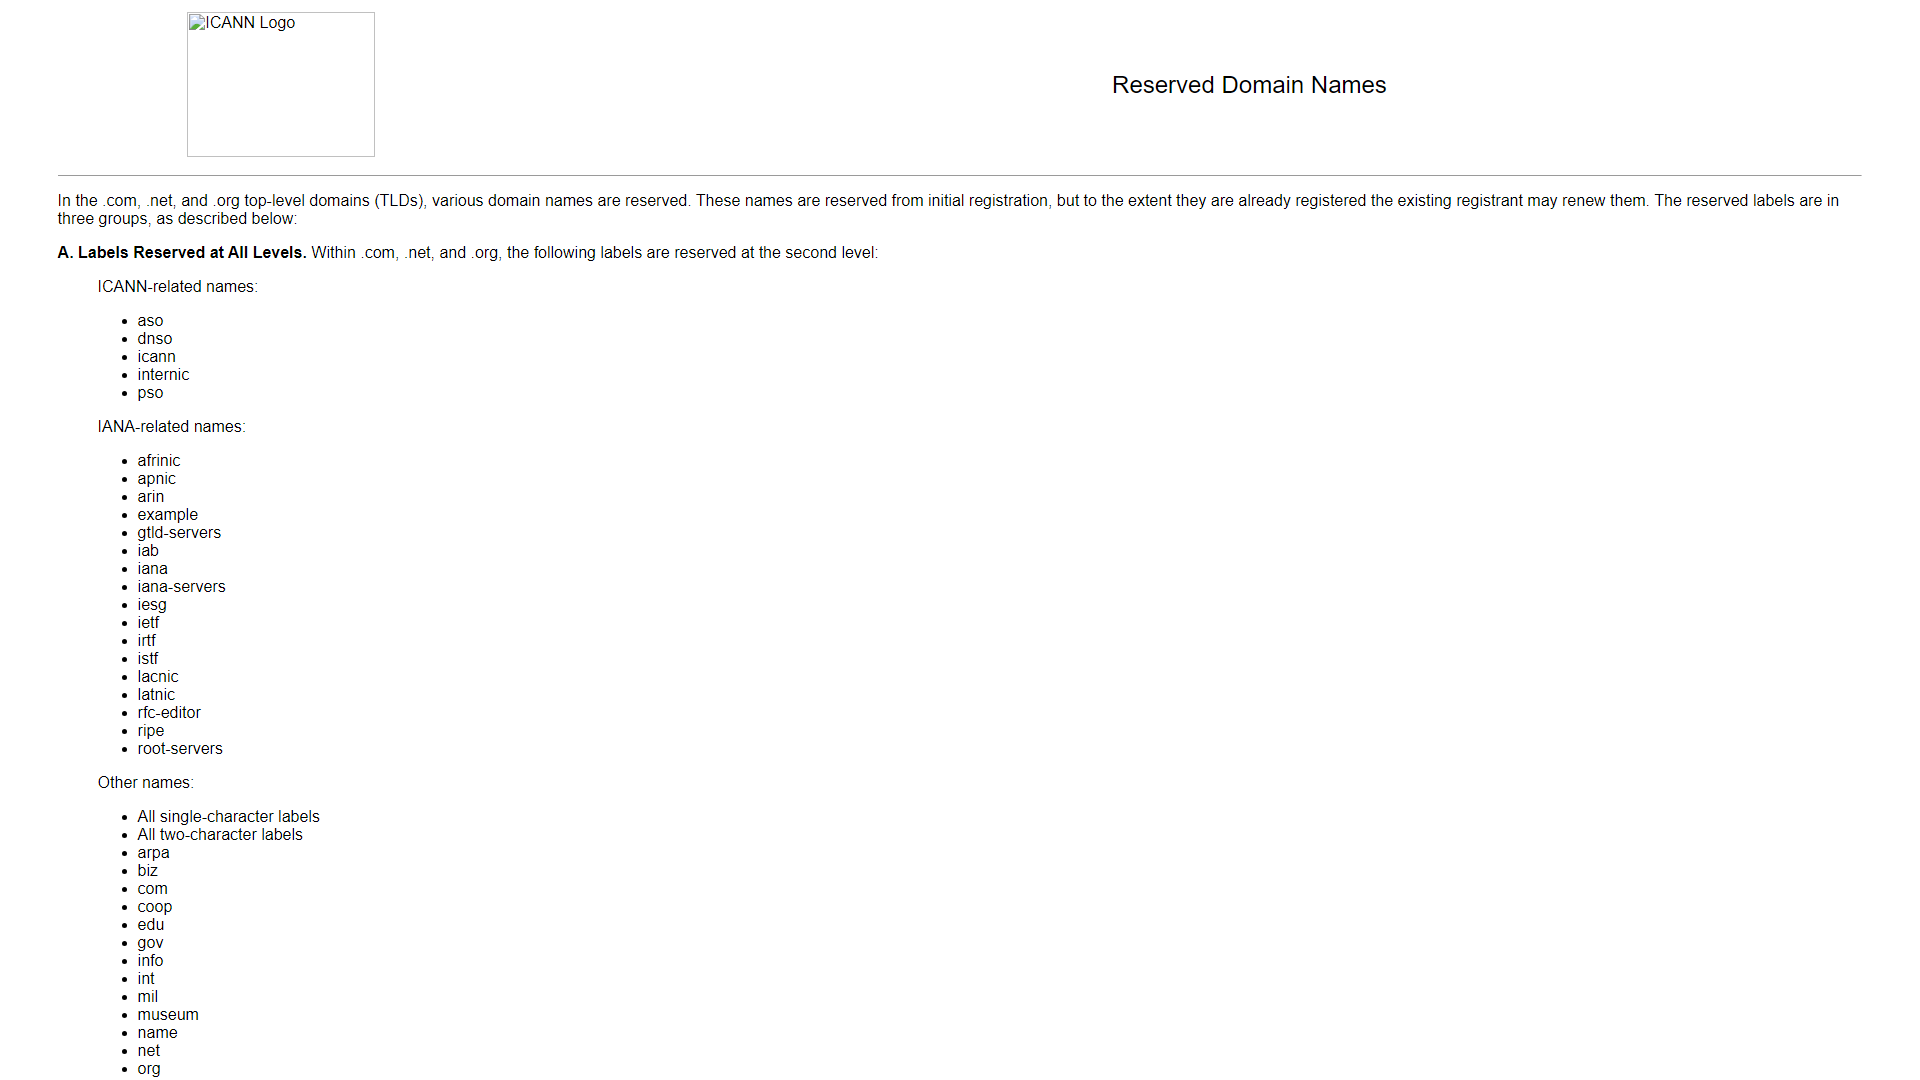 ICANN Logo
Reserved Domain Names
In the .com, .net, and .org top-level domains (TLDs), various domain names are reserved. These names are reserved from initial registration, but to the extent they are already registered the existing registrant may renew them. The reserved labels are in
three groups, as described below:
A. Labels Reserved at All Levels. Within .com, .net, and .org, the following labels are reserved at the second level:
ICANN-related names:
aso
dnso
icann
internic
pso
IANA-related names:
afrinic
apnic
arin
example
gtld-servers
iab
iana
iana-servers
iesg
ietf
irtf
istf
lacnic
latnic
rfc-editor
ripe
root-servers
Other names:
All single-character labels
All two-character labels
arpa
biz
com
coop
edu
gov
info
int
mil
museum
name
net
org